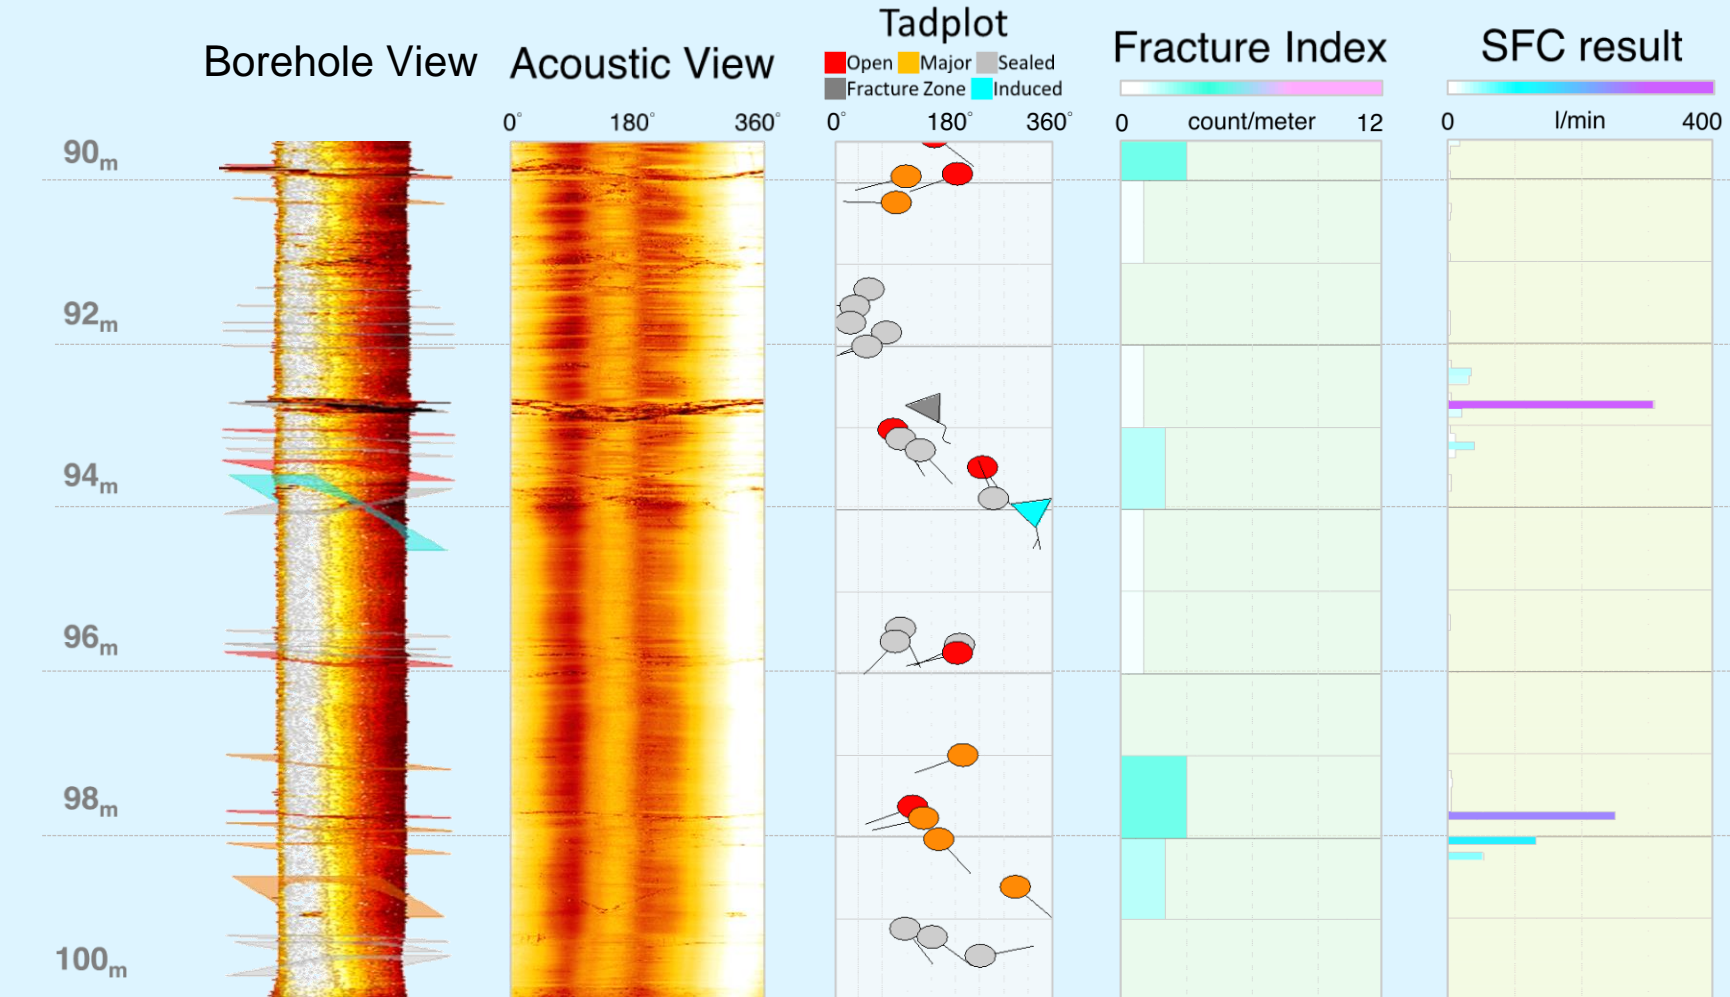 Borehole View
Acoustic View
0° 180° 360°
Tadplot
Open Major Sealed
Fracture Zone Induced
0° 180° 360°
Fracture Index
0 count/meter 12
SFC result
0 l/min 400
90m
92m
94m
96m
98m
100m